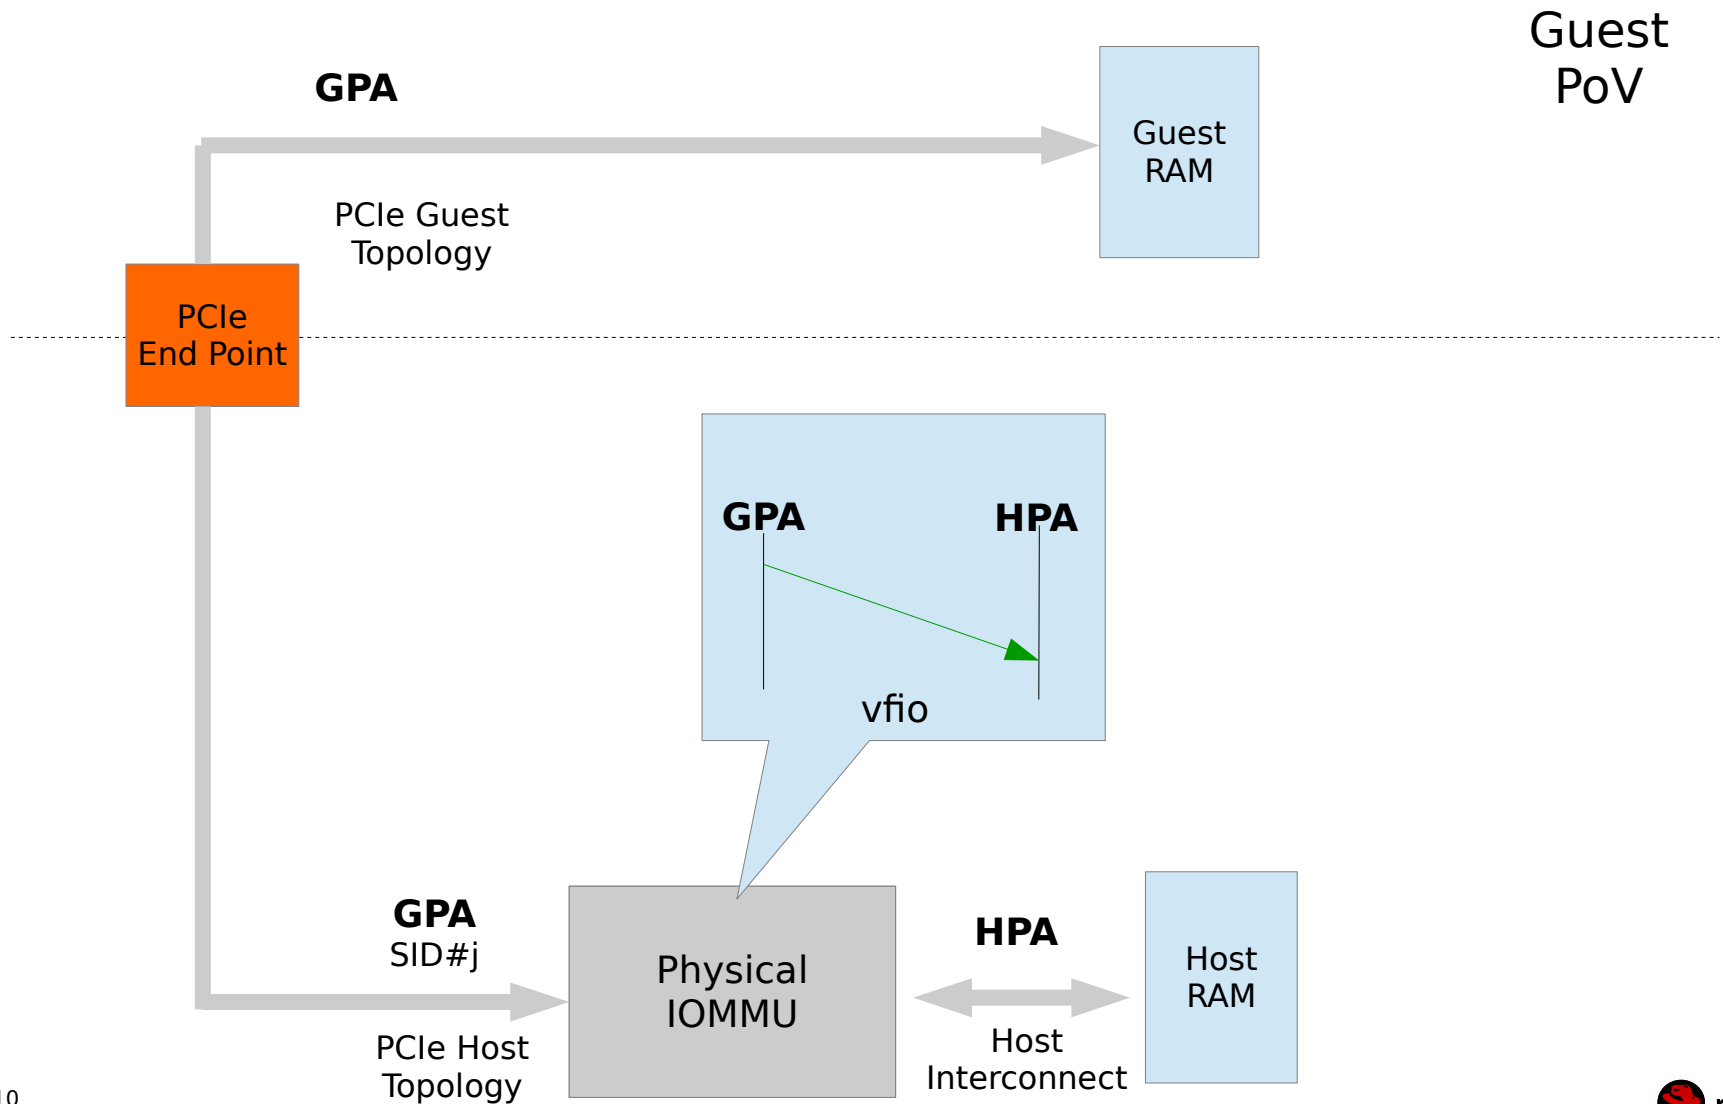 Guest
PoV
GPA
Guest
RAM
PCIe Guest
Topology
PCIe
End Point
GPA
HPA
vfio
GPA
SID#j
HPA
Physical
IOMMU
Host
RAM
PCIe Host
Topology
Host
Interconnect